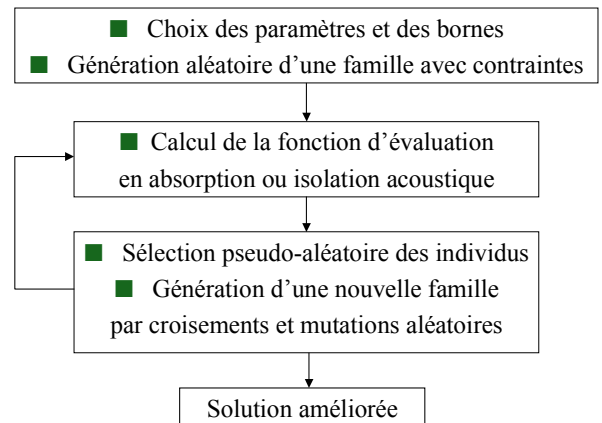 ■ Choix des paramètres et des bornes
■ Génération aléatoire d’une famille avec contraintes
■ Calcul de la fonction d’évaluation
en absorption ou isolation acoustique
■ Sélection pseudo-aléatoire des individus
■ Génération d’une nouvelle famille
par croisements et mutations aléatoires
Solution améliorée